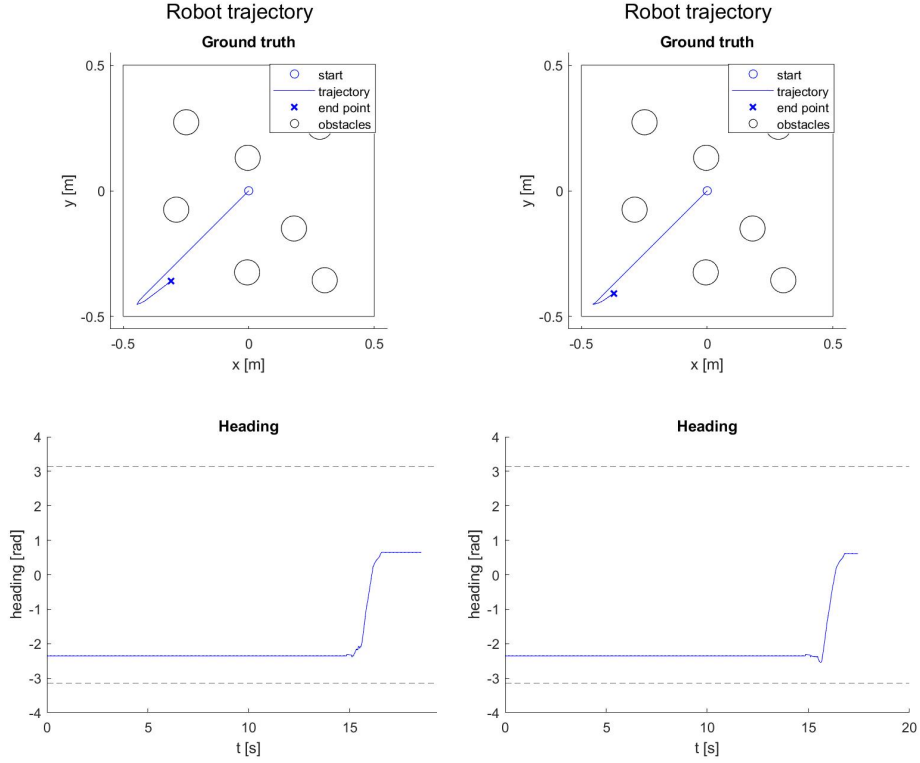 Robot trajectory
Ground truth
0.5
0
-0.5
y [m]
-0.5
0
0.5
x [m]
start
trajectory
end point
obstacles
Robot trajectory
Ground truth
0.5
0
-0.5
y [m]
-0.5
0
0.5
x [m]
start
trajectory
end point
obstacles
Heading
4
3
2
1
0
-1
-2
-3
-4
heading [rad]
0
5
10
15
t [s]
Heading
4
3
2
1
0
-1
-2
-3
-4
heading [rad]
0
5
10
15
20
t [s]